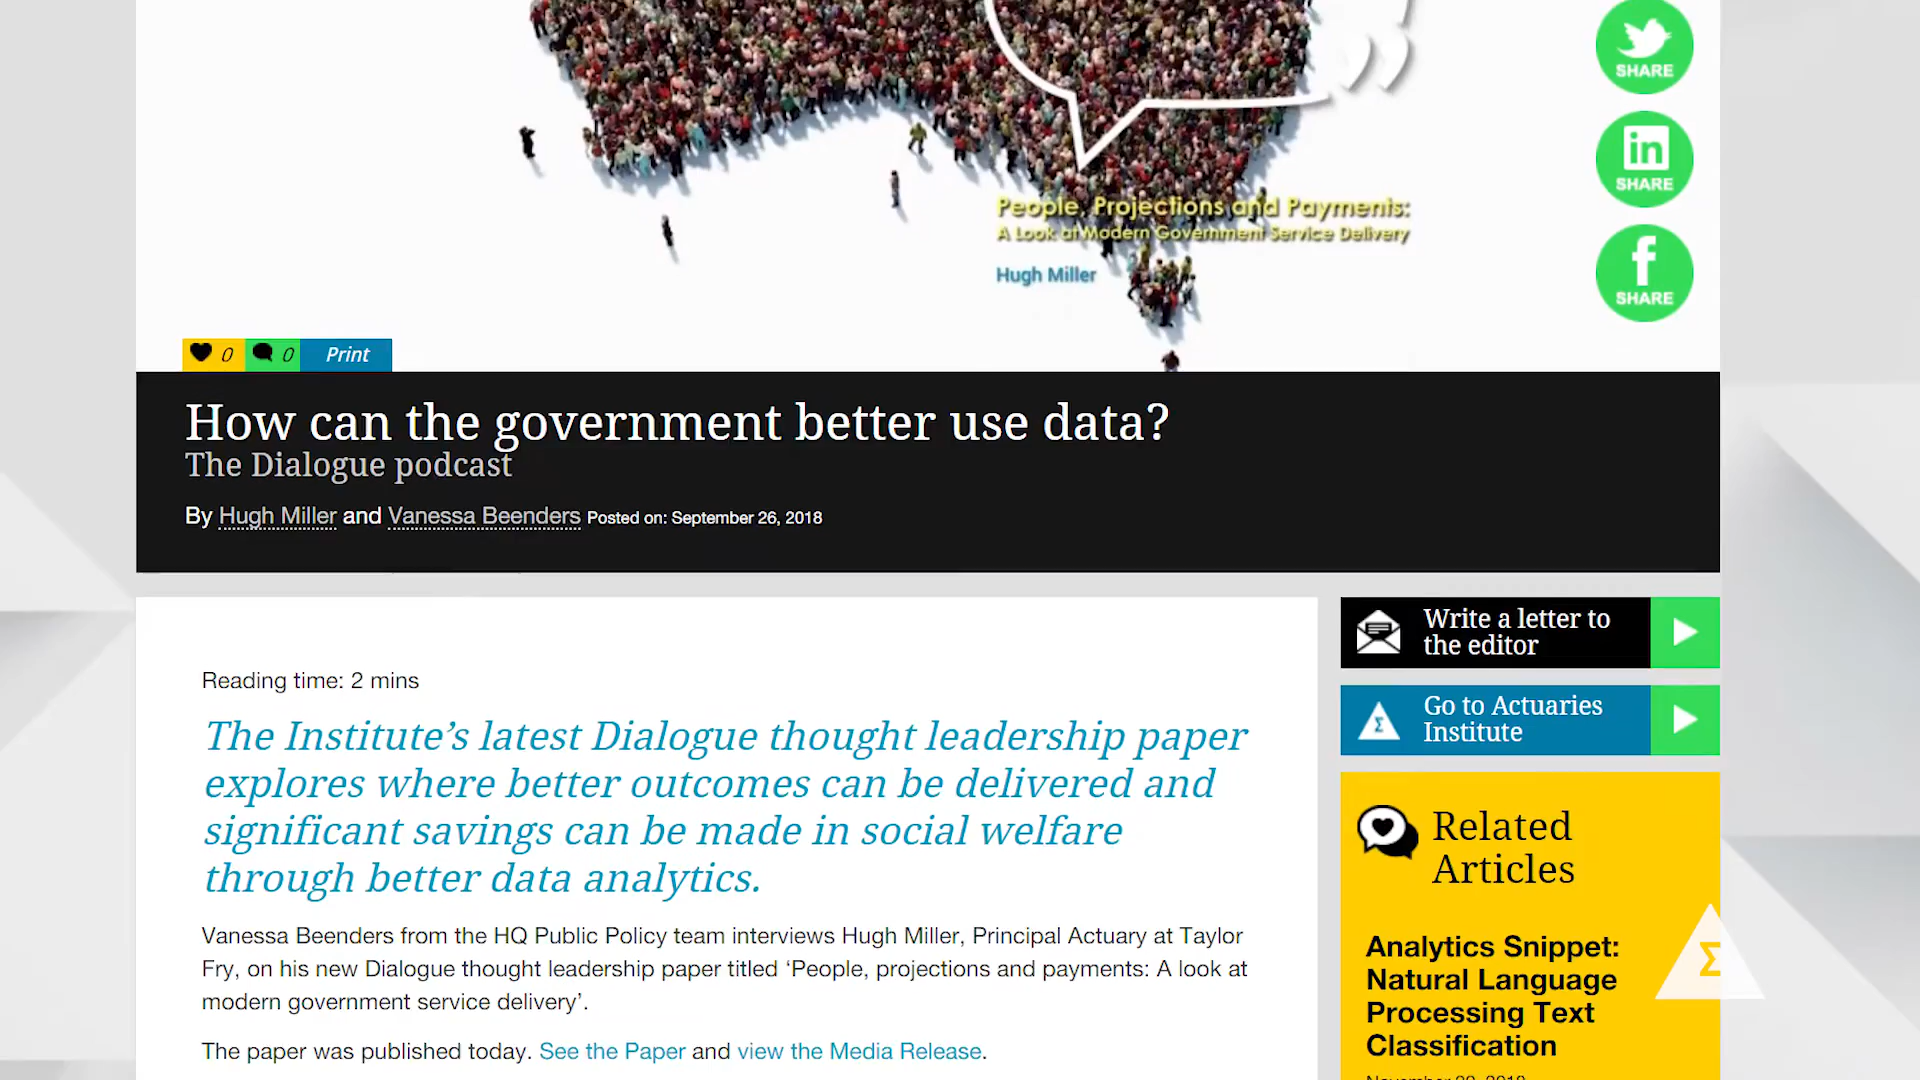 SHARE
SHARE
SHARE
People, Projections and Payments:
A Look at Modern Government Service Delivery
Hugh Miller
0 0 Print
How can the government better use data?
The Dialogue podcast
By Hugh Miller and Vanessa Beenders Posted on: September 26, 2018
Write a letter to
the editor
Go to Actuaries
Institute
Reading time: 2 mins
The Institute’s latest Dialogue thought leadership paper
explores where better outcomes can be delivered and
significant savings can be made in social welfare
through better data analytics.
Vanessa Beenders from the HQ Public Policy team interviews Hugh Miller, Principal Actuary at Taylor
Fry, on his new Dialogue thought leadership paper titled ‘People, projections and payments: A look at
modern government service delivery’.
The paper was published today. See the Paper and view the Media Release.
Related
Articles
Analytics Snippet:
Natural Language
Processing Text
Classification